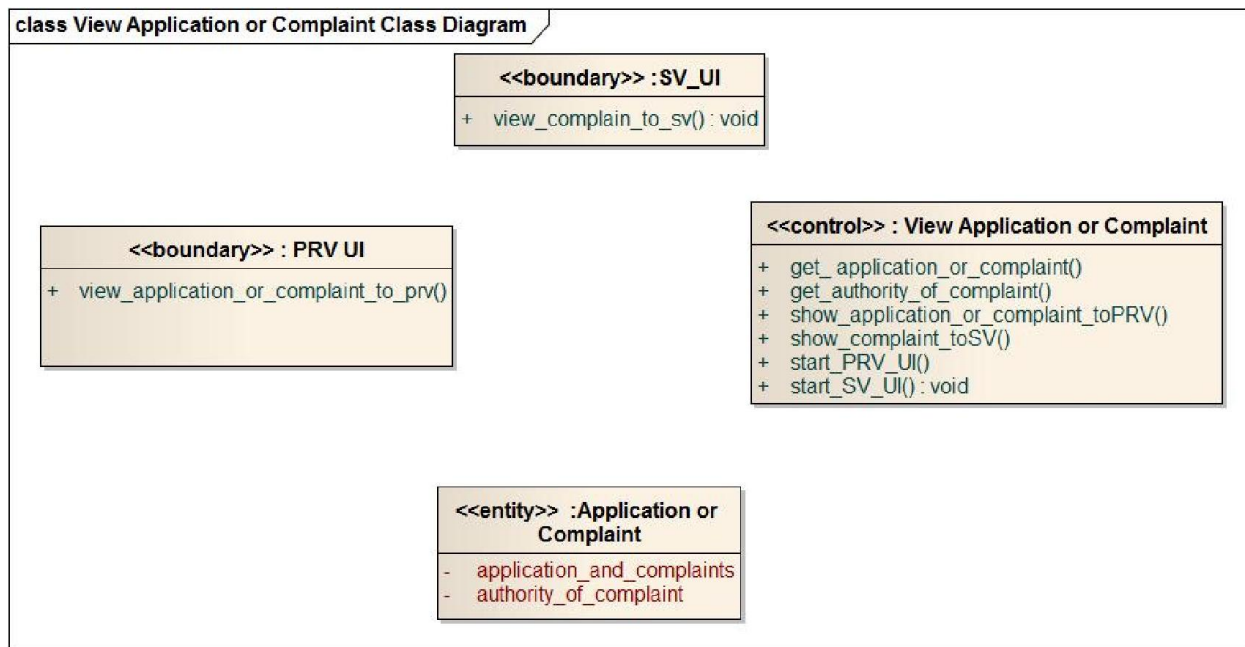 class View Application or Complaint Class Diagram
<<boundary>> :SV_UI
+ view_complain_to_sv() : void
<<boundary>> : PRV UI
+ view_application_or_complaint_to_prv()
<<control>> : View Application or Complaint
+ get_ application_or_complaint()
+ get_authority_of_complaint()
+ show_application_or_complaint_toPRV()
+ show_complaint_toSV()
+ start_PRV_UI()
+ start_SV_UI() : void
<<entity>> :Application or
Complaint
- application_and_complaints
- authority_of_complaint